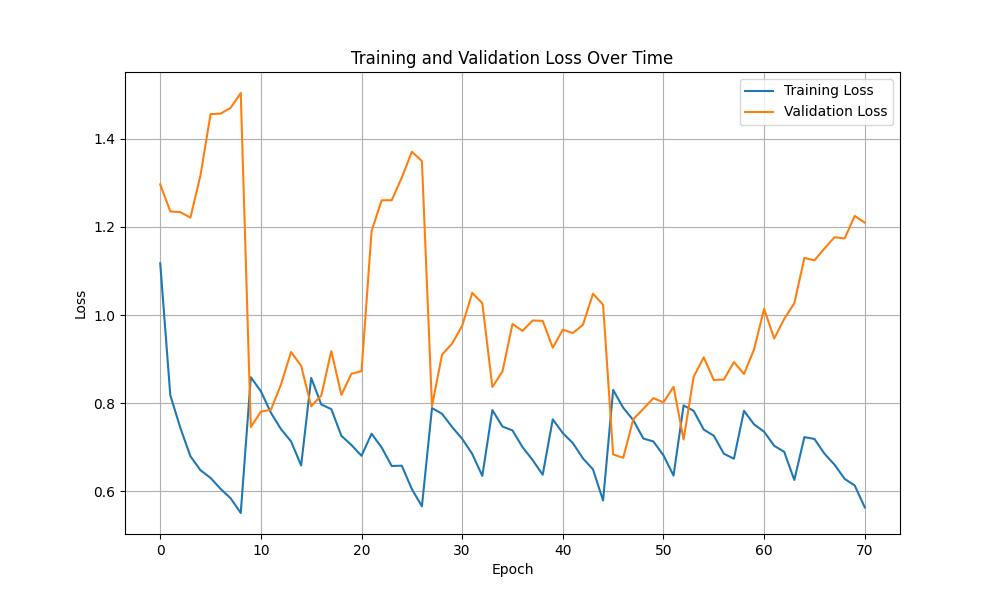 Training and Validation Loss Over Time
Training Loss
Validation Loss
1.4
1.2
1.0
0.8
0.6
Loss
0 10 20 30 40 50 60 70
Epoch